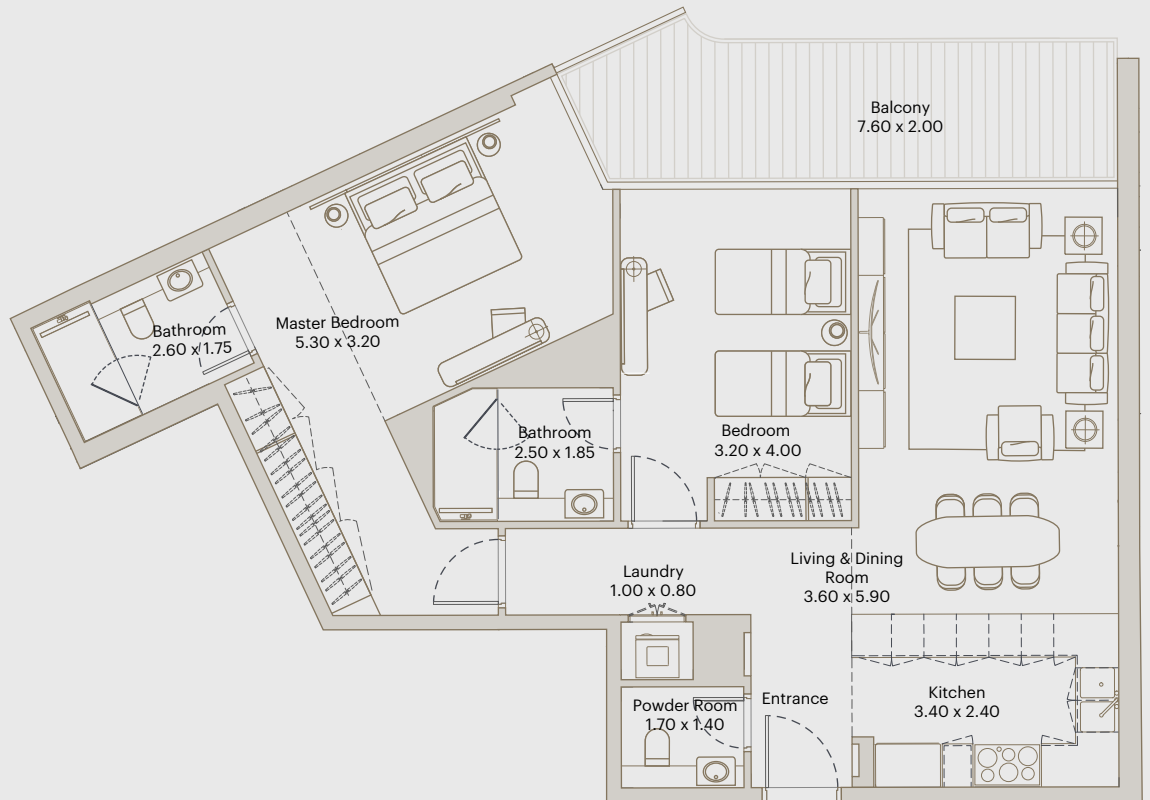 Balcony
7.60 x 2.00
Master Bedroom
5.30 x 3.20
Bathroom
2.60 x 1.75
Bathroom
2.50 x 1.85
Bedroom
3.20 x 4.00
Living & Dining
Room
3.60 x 5.90
Laundry
1.00 x 0.80
Powder Room
1.70 x 1.40
Entrance
Kitchen
3.40 x 2.40